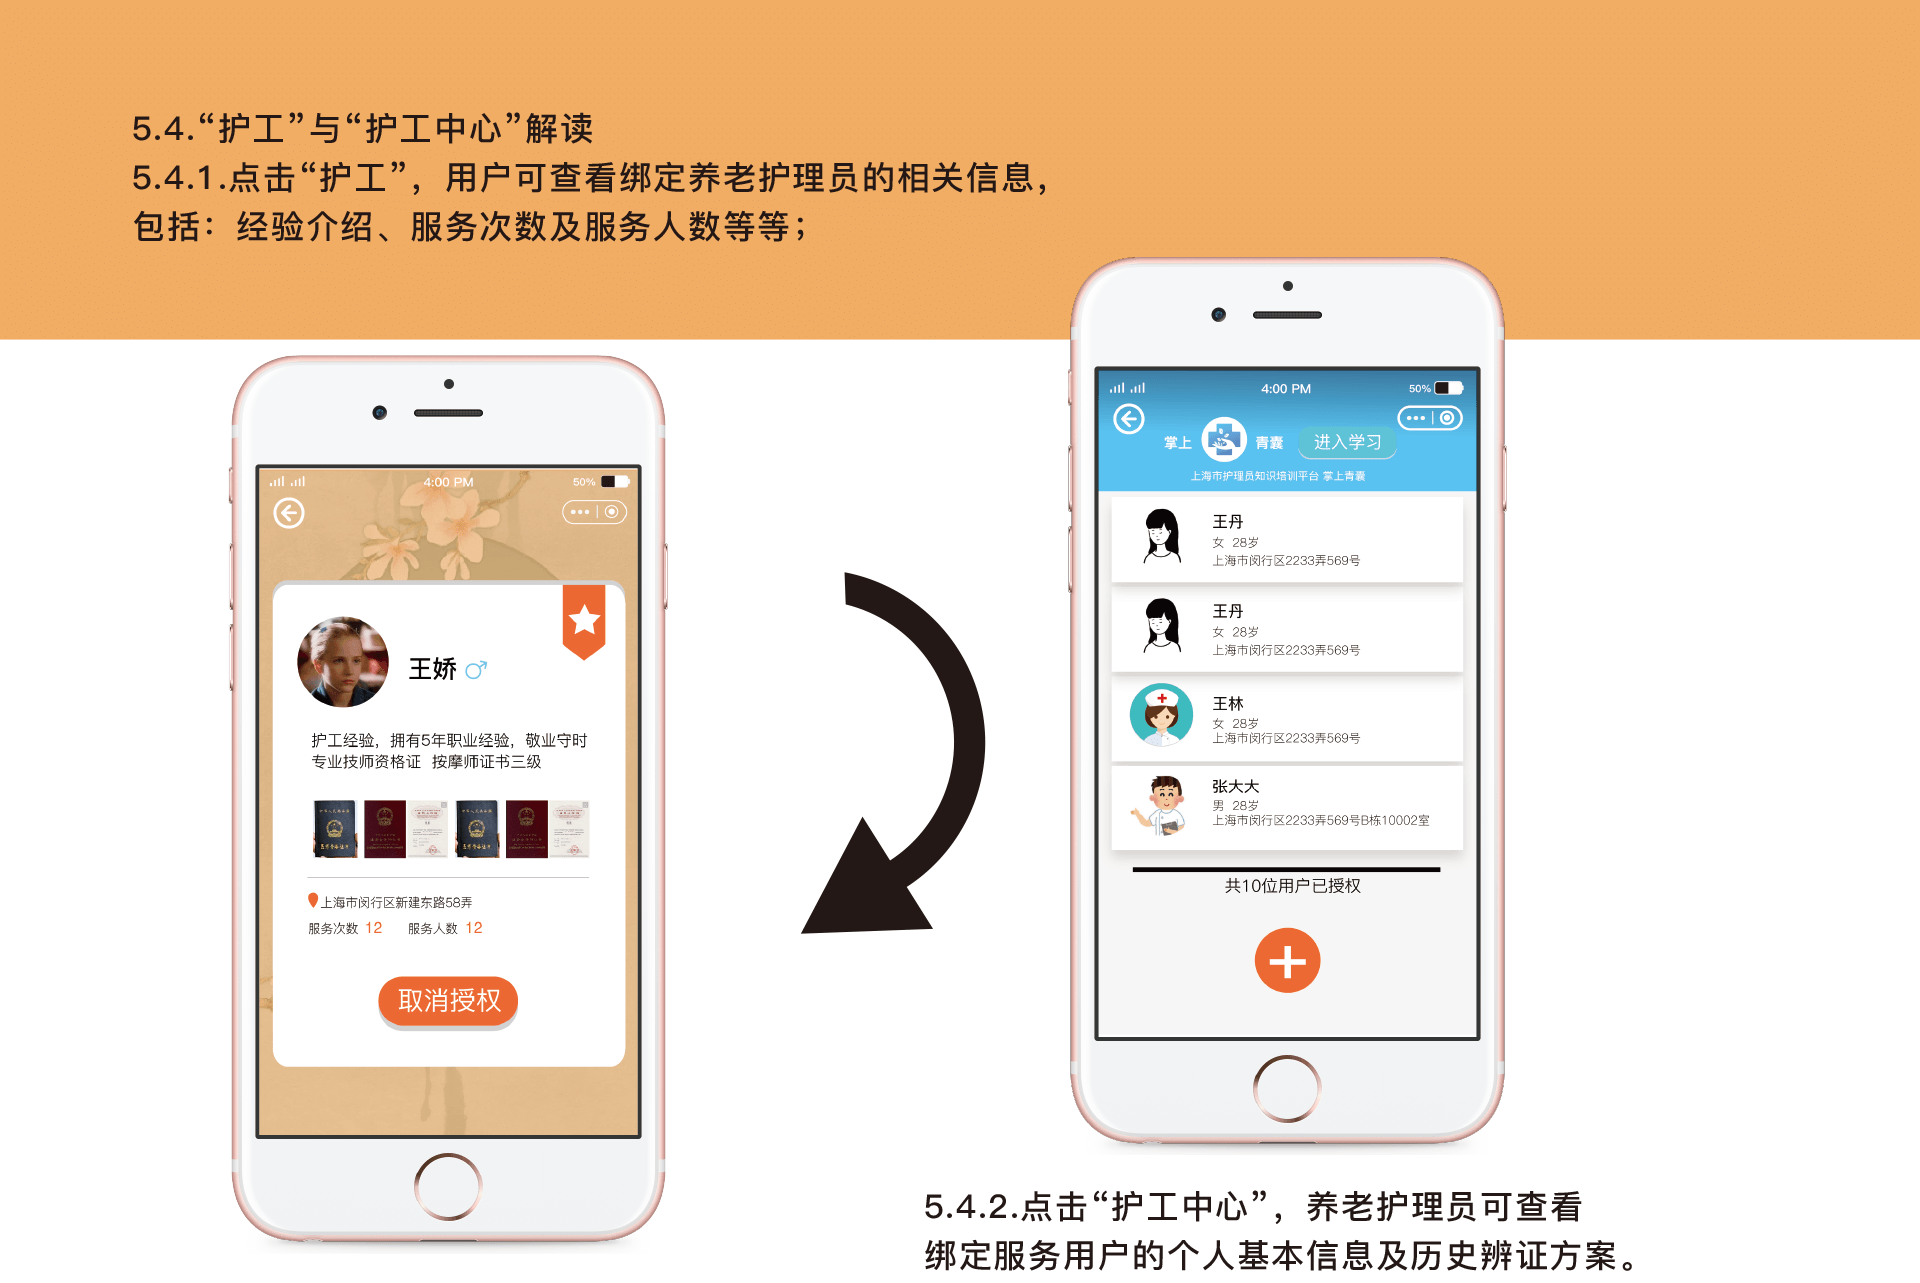 5.4.“护工”与“护工中心”解读
5.4.1.点击“护工”，用户可查看绑定养老护理员的相关信息，
包括：经验介绍、服务次数及服务人数等等；
4:00 PM
50%
王娇
护工经验，拥有5年职业经验，敬业守时
专业技师资格证 按摩师证书三级
上海市闵行区新建东路58弄
服务次数 12 服务人数 12
取消授权
4:00 PM
50%
掌上 青囊 进入学习
上海市护理员知识培训平台 掌上青囊
王丹
女 28岁
上海市闵行区2233弄569号
王丹
女 28岁
上海市闵行区2233弄569号
王林
女 28岁
上海市闵行区2233弄569号
张大大
男 28岁
上海市闵行区2233弄569号B栋10002室
共10位用户已授权
5.4.2.点击“护工中心”，养老护理员可查看
绑定服务用户的个人基本信息及历史辨证方案。